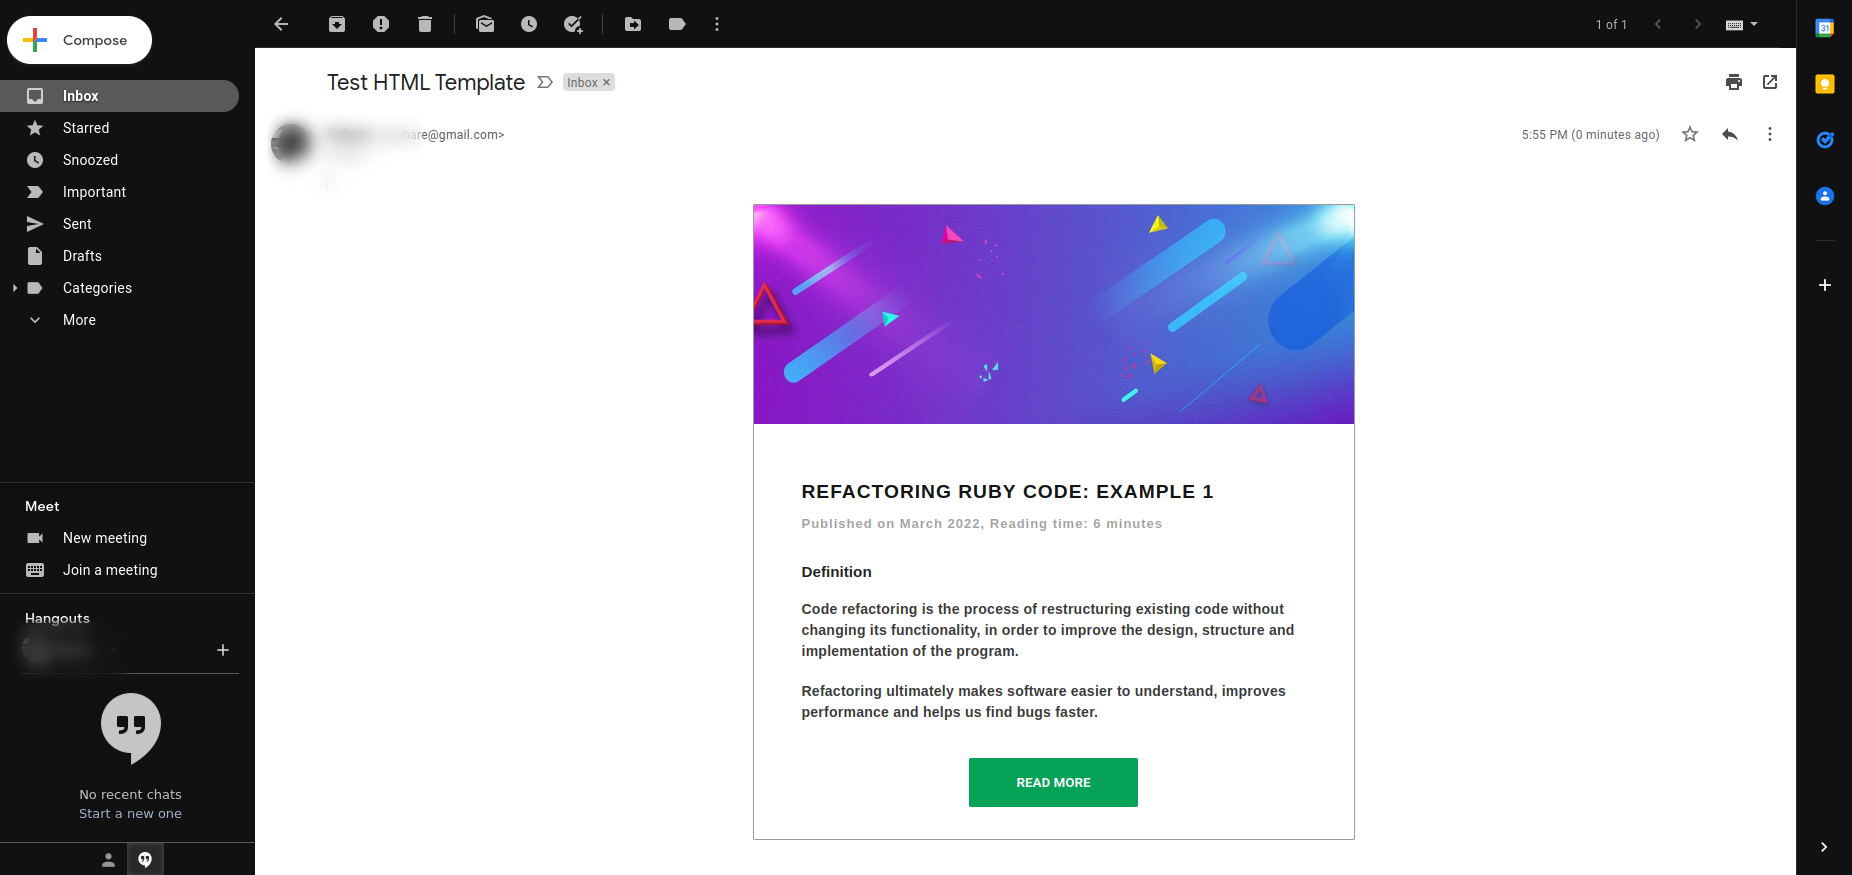 Compose
1 of 1
31
Inbox
Starred
Snoozed
Important
Sent
Drafts
Categories
More
Test HTML Template
Inbox ×
are@gmail.com>
5:55 PM (0 minutes ago)
REFACTORING RUBY CODE: EXAMPLE 1
Published on March 2022, Reading time: 6 minutes
Definition
Code refactoring is the process of restructuring existing code without
changing its functionality, in order to improve the design, structure and
implementation of the program.
Refactoring ultimately makes software easier to understand, improves
performance and helps us find bugs faster.
READ MORE
Meet
New meeting
Join a meeting
Hangouts
No recent chats
Start a new one